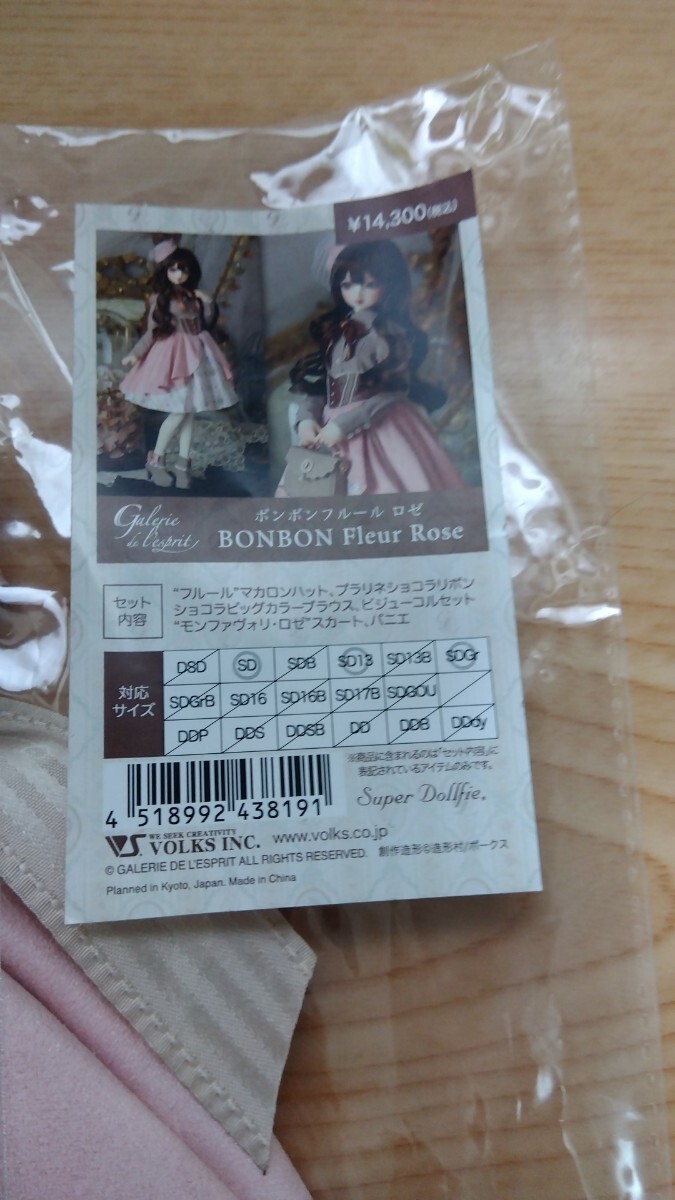 ¥14,300(税込)
Galerie
de l'esprit
ボンボンフルール ロゼ
BONBON Fleur Rose
セット
内容
"フルール"マカロンハット、プラリネショコラリボン
ショコラビッグカラーブラウス、ビジューコルセット
"モンファヴォリ・ロゼ"スカート、パニエ
対応
サイズ
DSD SD SDB SD13 SD13B SDGr
SDGrB SD16 SD16B SD17B SDGOU
DDP DDS DDSB DD DDB DDdy
※商品に含まれるのは「セット内容」に
表記されているアイテムのみです。
4 518992 438191
Super Dollfie®
WE SEEK CREATIVITY
VS VOLKS INC. www.volks.co.jp
© GALERIE DE L'ESPRIT ALL RIGHTS RESERVED. 創作造形©造形村/ボークス
Planned in Kyoto, Japan. Made in China